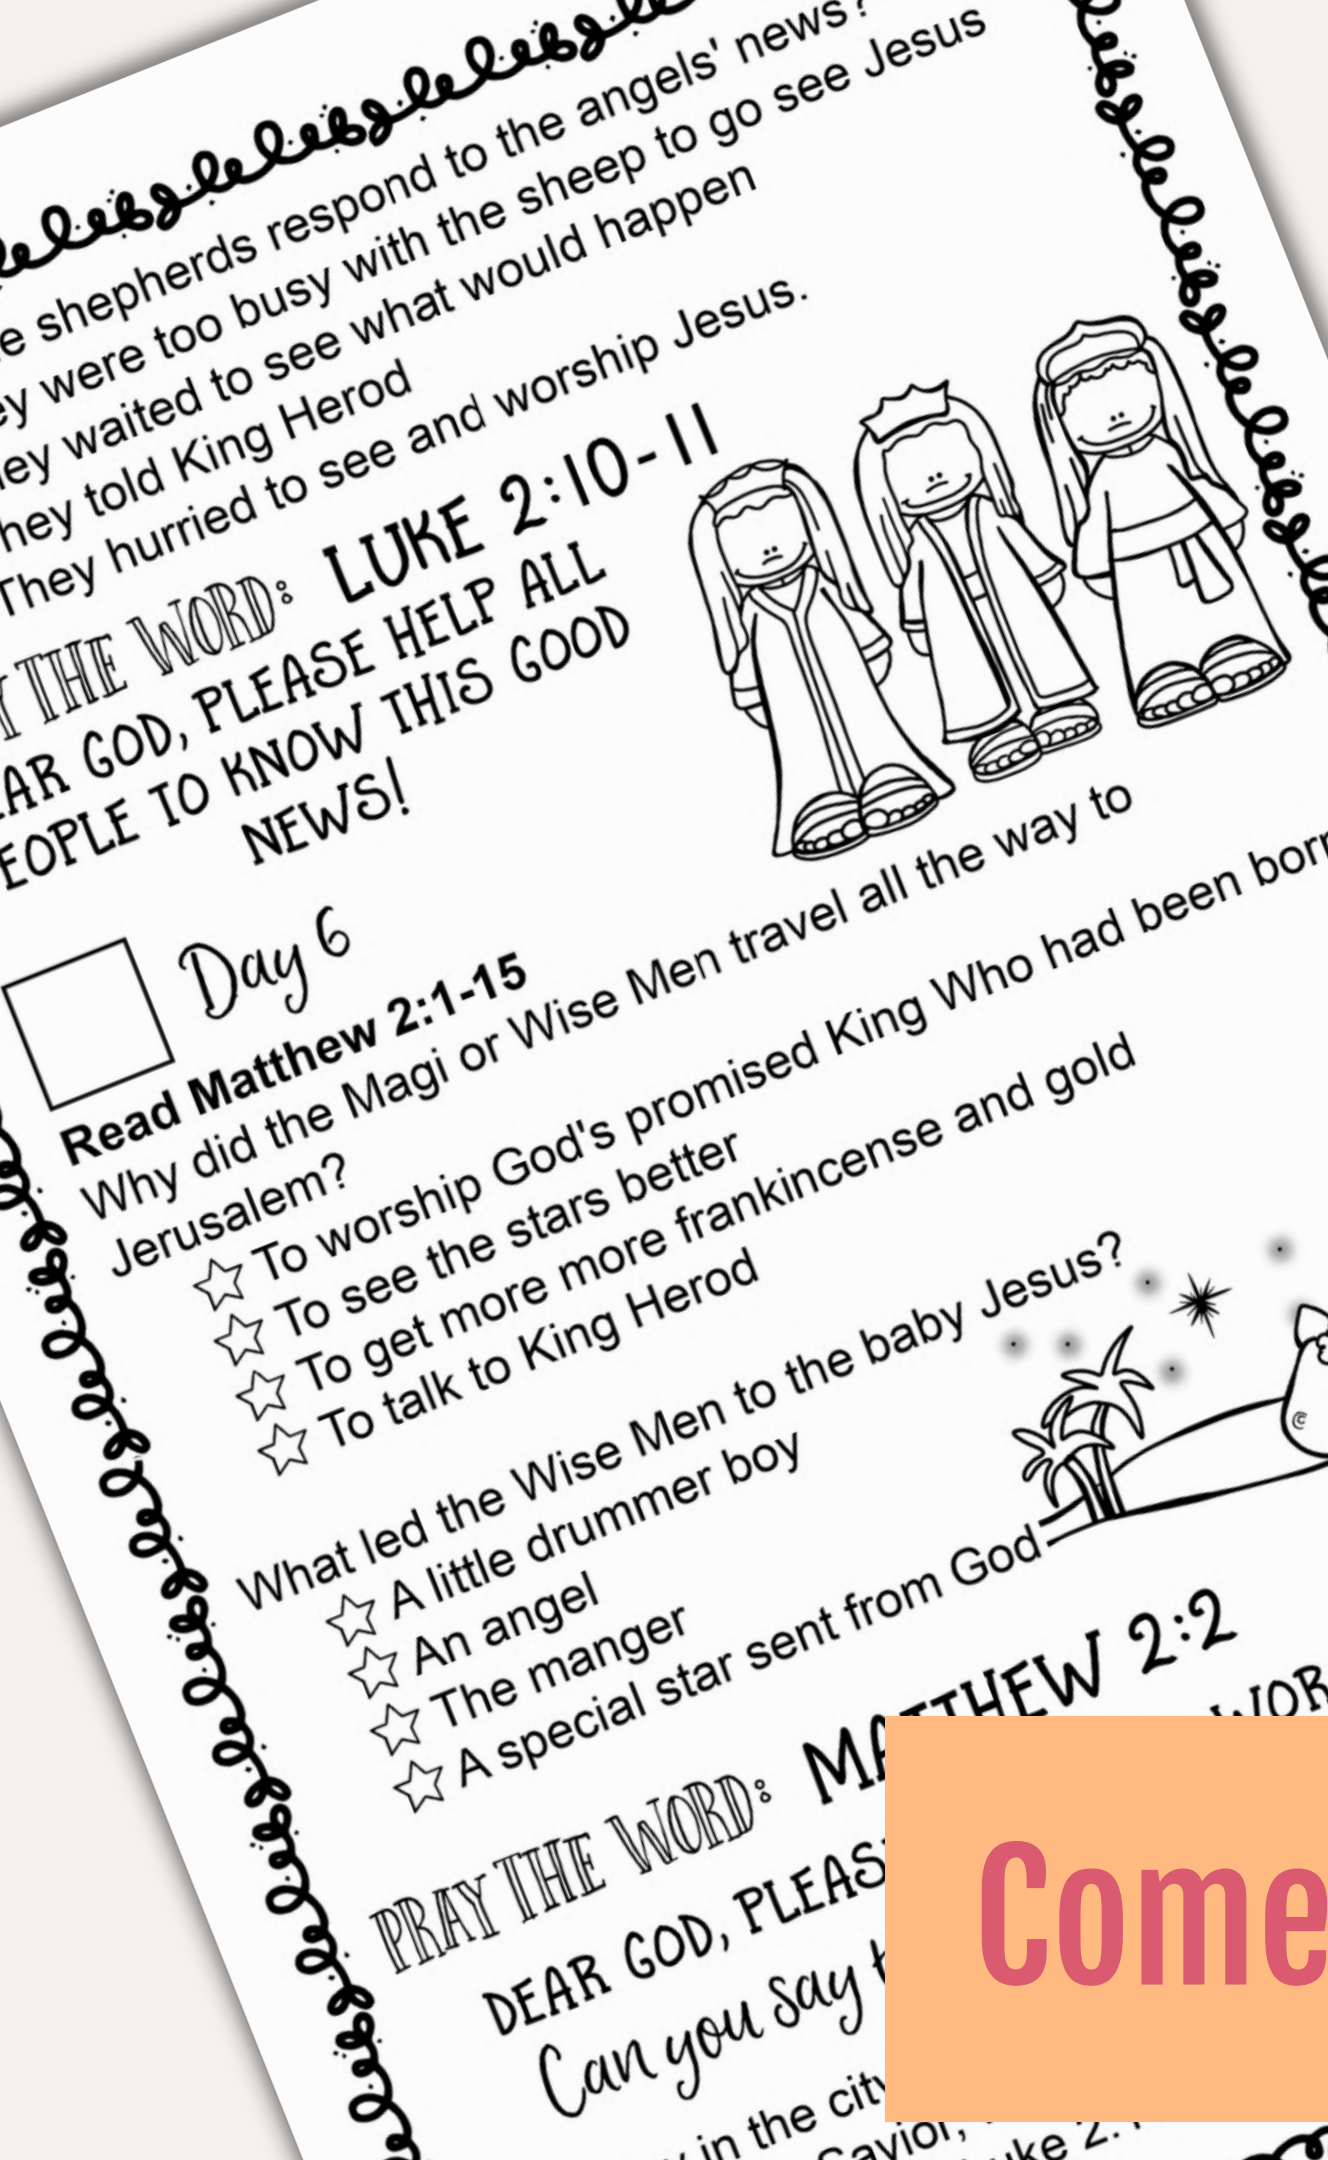 shepherds respond to the angels' news?
were too busy with the sheep to go see Jesus
waited to see what would happen
told King Herod
They hurried to see and worship Jesus.
THE WORD: LUKE 2:10-11
GOD, PLEASE HELP ALL
TO KNOW THIS GOOD
NEWS!
Day 6
Read Matthew 2:1-15
Why did the Magi or Wise Men travel all the way to
Jerusalem?
To worship God's promised King Who had been born
To see the stars better
To get more more frankincense and gold
To talk to King Herod
What led the Wise Men to the baby Jesus?
A little drummer boy
An angel
The manger
A special star sent from God
PRAY THE WORD: MATTHEW 2:2
DEAR GOD, PLEASE
Can you say
in the city
Savior,
Come